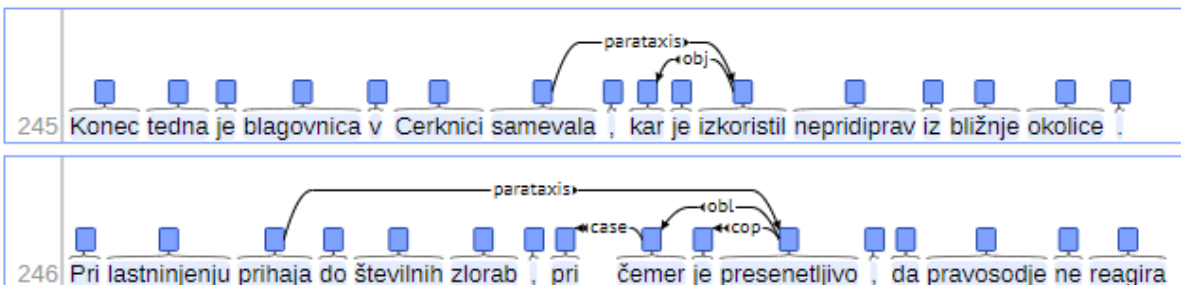 parataxis
obj
245 Konec tedna je blagovnica v Cerknici samevala , kar je izkoristil nepridiprav iz bližnje okolice .
parataxis
obl
case cop
246 Pri lastninjenju prihaja do številnih zlorab , pri čemer je presenetljivo , da pravosodje ne reagira